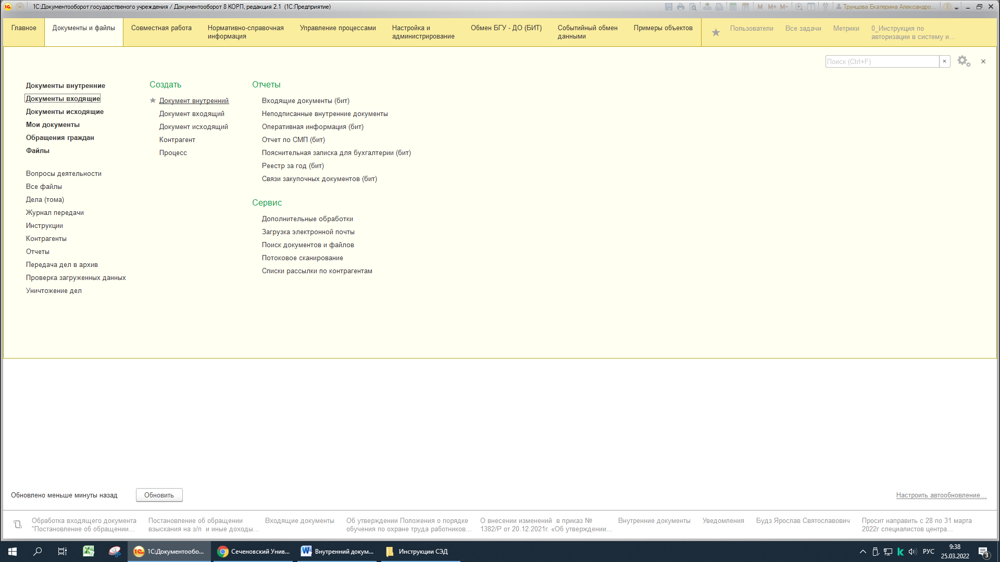 1С:Документооборот государственого учреждения / Документооборот 8 КОРП, редакция 2.1 (1С:Предприятие)
M M+ M-
Трунцова Екатерина Александро...
Главное
Документы и файлы
Совместная работа
Нормативно-справочная
информация
Управление процессами
Настройка и
администрирование
Обмен БГУ - ДО (БИТ)
Событийный обмен
данными
Примеры объектов
Пользователи
Все задачи
Метрики
0_Инструкция по
авторизации в систему и...
Поиск (Ctrl+F)
Документы внутренние
Документы входящие
Документы исходящие
Мои документы
Обращения граждан
Файлы
Вопросы деятельности
Все файлы
Дела (тома)
Журнал передачи
Инструкции
Контрагенты
Отчеты
Передача дел в архив
Проверка загруженных данных
Уничтожение дел
Создать
Документ внутренний
Документ входящий
Документ исходящий
Контрагент
Процесс
Отчеты
Входящие документы (бит)
Неподписанные внутренние документы
Оперативная информация (бит)
Отчет по СМП (бит)
Пояснительная записка для бухгалтерии (бит)
Реестр за год (бит)
Связи закупочных документов (бит)
Сервис
Дополнительные обработки
Загрузка электронной почты
Поиск документов и файлов
Потоковое сканирование
Списки рассылки по контрагентам
Обновлено меньше минуты назад
Обновить
Настроить автообновление...
Обработка входящего документа
"Постановление об обращении...
Постановление об обращении
взыскания на з/п и иные доходы...
Входящие документы
Об утверждении Положения о порядке
обучения по охране труда работников...
О внесении изменений в приказ №
1382/Р от 20.12.2021г. «Об утверждении...
Внутренние документы
Уведомления
Будз Ярослав Святославович
Просит направить с 28 по 31 марта
2022г специалистов центра...
1С:Документообо...
Сеченовский Унив...
Внутренний докум...
Инструкции СЭД
РУС
9:38
25.03.2022
3